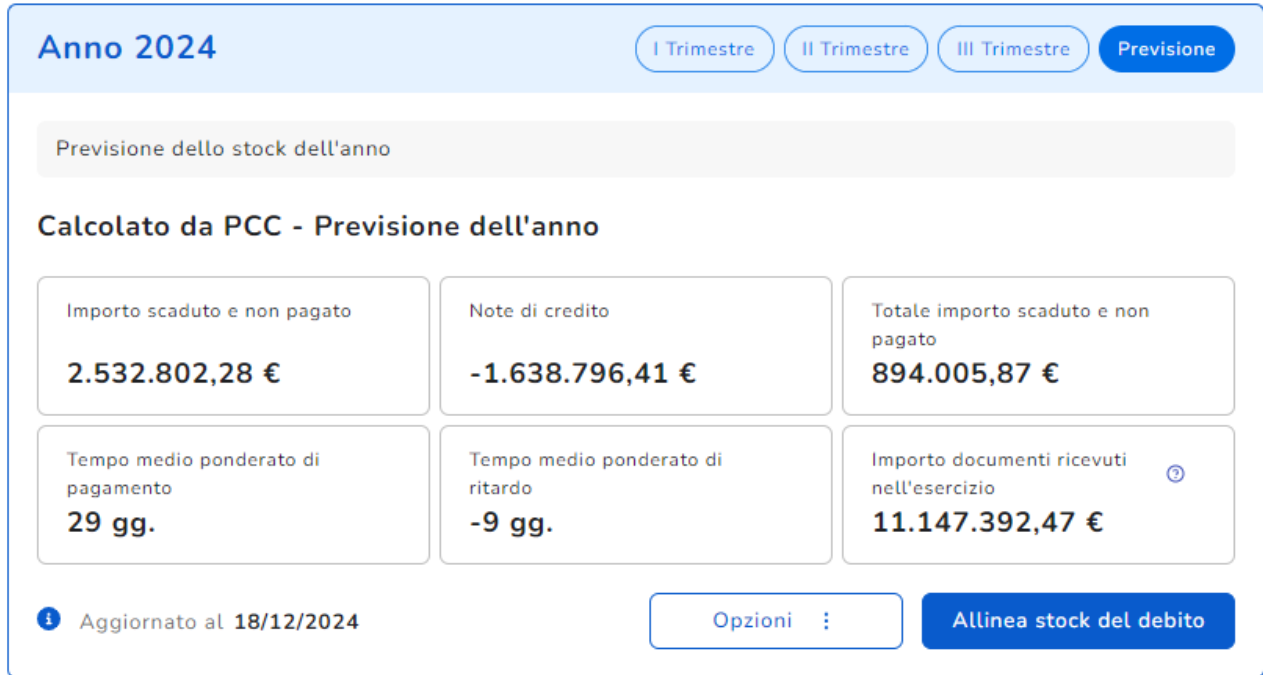 Anno 2024
I Trimestre
II Trimestre
III Trimestre
Previsione
Previsione dello stock dell'anno
Calcolato da PCC - Previsione dell'anno
Importo scaduto e non pagato
2.532.802,28 €
Note di credito
-1.638.796,41 €
Totale importo scaduto e non
pagato
894.005,87 €
Tempo medio ponderato di
pagamento
29 gg.
Tempo medio ponderato di
ritardo
-9 gg.
Importo documenti ricevuti
nell'esercizio
11.147.392,47 €
Aggiornato al 18/12/2024
Opzioni
Allinea stock del debito